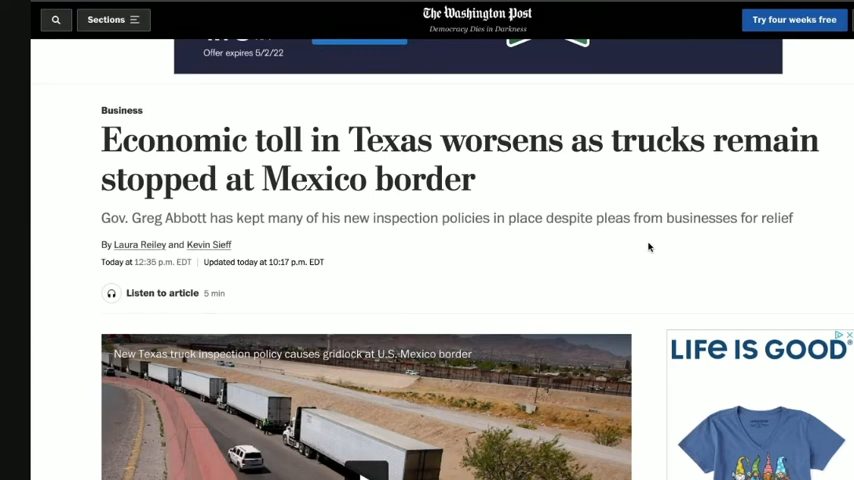 Sections
The Washington Post
Democracy Dies in Darkness
Try four weeks free
Offer expires 5/2/22
Business
Economic toll in Texas worsens as trucks remain
stopped at Mexico border
Gov. Greg Abbott has kept many of his new inspection policies in place despite pleas from businesses for relief
By Laura Reiley and Kevin Sieff
Today at 12:35 p.m. EDT | Updated today at 10:17 p.m. EDT
Listen to article 5 min
New Texas truck inspection policy causes gridlock at U.S.-Mexico border
LIFE IS GOOD®